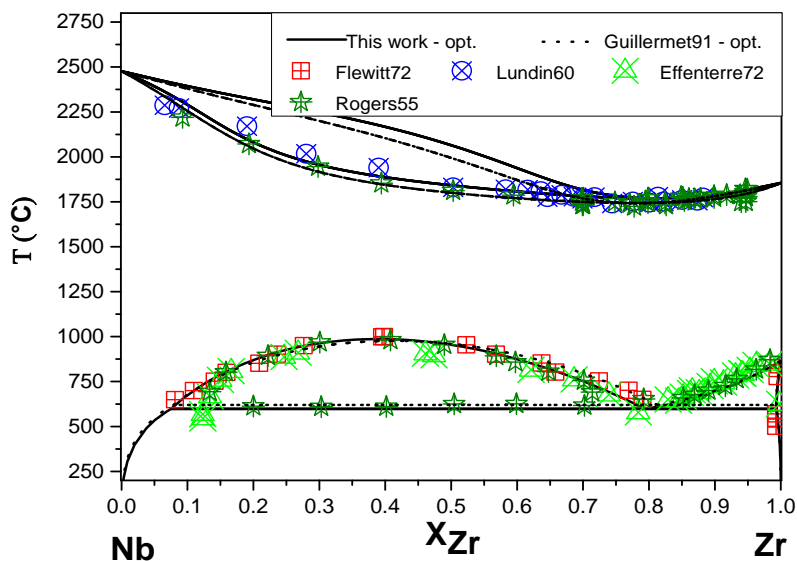 2750
2500
2250
2000
1750
1500
1250
1000
750
500
250
T (°C)
This work - opt.
Guillermet91 - opt.
Flewitt72
Lundin60
Effenterre72
Rogers55
0.0 0.1 0.2 0.3 0.4 0.5 0.6 0.7 0.8 0.9 1.0
Nb
XZr
Zr